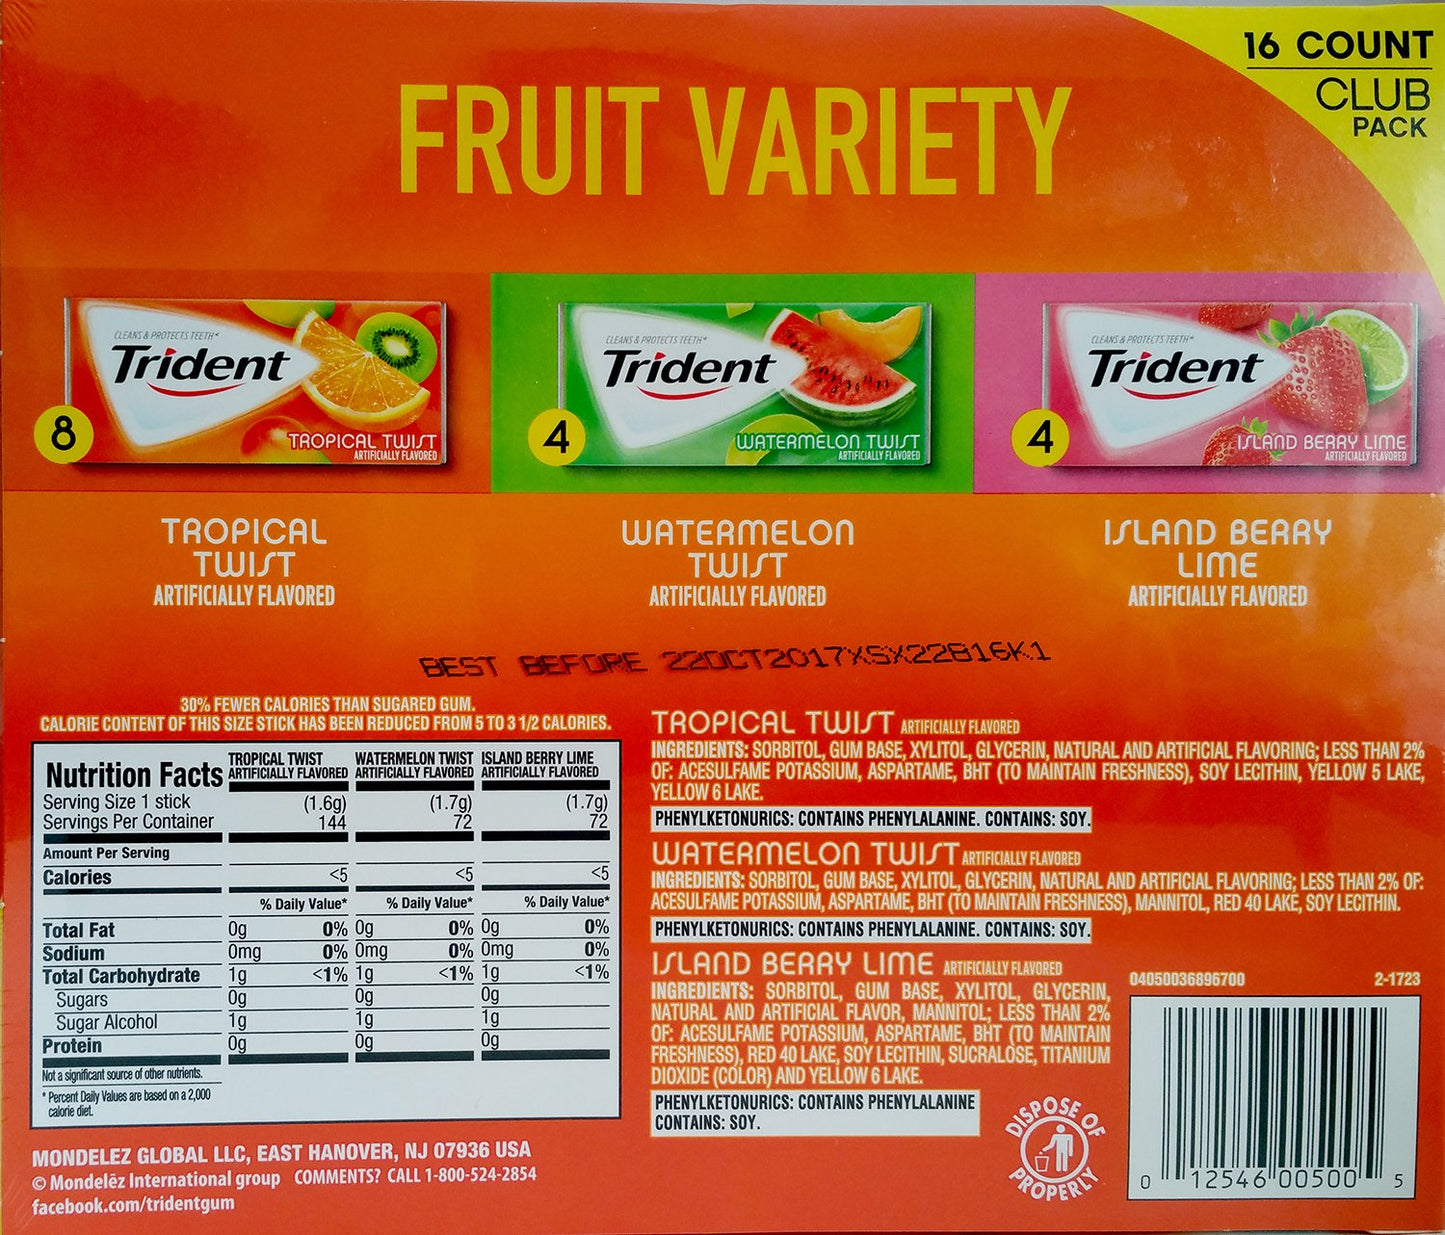 16 COUNT
CLUB
PACK
FRUIT VARIETY
CLEANS & PROTECTS TEETH*
Trident
8
TROPICAL TWIST
ARTIFICIALLY FLAVORED
CLEANS & PROTECTS TEETH*
Trident
4
WATERMELON TWIST
ARTIFICIALLY FLAVORED
CLEANS & PROTECTS TEETH*
Trident
4
ISLAND BERRY LIME
ARTIFICIALLY FLAVORED
TROPICAL
TWIST
ARTIFICIALLY FLAVORED
WATERMELON
TWIST
ARTIFICIALLY FLAVORED
ISLAND BERRY
LIME
ARTIFICIALLY FLAVORED
BEST BEFORE 22OCT2017XSX22816K1
30% FEWER CALORIES THAN SUGARED GUM.
CALORIE CONTENT OF THIS SIZE STICK HAS BEEN REDUCED FROM 5 TO 3 1/2 CALORIES.
Nutrition Facts
TROPICAL TWIST
ARTIFICIALLY FLAVORED
WATERMELON TWIST
ARTIFICIALLY FLAVORED
ISLAND BERRY LIME
ARTIFICIALLY FLAVORED
Serving Size 1 stick (1.6g) (1.7g) (1.7g)
Servings Per Container 144 72 72
Amount Per Serving
Calories <5 <5 <5
% Daily Value* % Daily Value* % Daily Value*
Total Fat 0g 0% 0g 0% 0g 0%
Sodium 0mg 0% 0mg 0% 0mg 0%
Total Carbohydrate 1g <1% 1g <1% 1g <1%
Sugars 0g 0g 0g
Sugar Alcohol 1g 1g 1g
Protein 0g 0g 0g
Not a significant source of other nutrients.
* Percent Daily Values are based on a 2,000
calorie diet.
MONDELEZ GLOBAL LLC, EAST HANOVER, NJ 07936 USA
© Mondelēz International group COMMENTS? CALL 1-800-524-2854
facebook.com/tridentgum
TROPICAL TWIST ARTIFICIALLY FLAVORED
INGREDIENTS: SORBITOL, GUM BASE, XYLITOL, GLYCERIN, NATURAL AND ARTIFICIAL FLAVORING; LESS THAN 2%
OF: ACESULFAME POTASSIUM, ASPARTAME, BHT (TO MAINTAIN FRESHNESS), SOY LECITHIN, YELLOW 5 LAKE,
YELLOW 6 LAKE.
PHENYLKETONURICS: CONTAINS PHENYLALANINE. CONTAINS: SOY.
WATERMELON TWIST ARTIFICIALLY FLAVORED
INGREDIENTS: SORBITOL, GUM BASE, XYLITOL, GLYCERIN, NATURAL AND ARTIFICIAL FLAVORING; LESS THAN 2% OF:
ACESULFAME POTASSIUM, ASPARTAME, BHT (TO MAINTAIN FRESHNESS), MANNITOL, RED 40 LAKE, SOY LECITHIN.
PHENYLKETONURICS: CONTAINS PHENYLALANINE. CONTAINS: SOY.
ISLAND BERRY LIME ARTIFICIALLY FLAVORED
INGREDIENTS: SORBITOL, GUM BASE, XYLITOL, GLYCERIN,
NATURAL AND ARTIFICIAL FLAVOR, MANNITOL; LESS THAN 2%
OF: ACESULFAME POTASSIUM, ASPARTAME, BHT (TO MAINTAIN
FRESHNESS), RED 40 LAKE, SOY LECITHIN, SUCRALOSE, TITANIUM
DIOXIDE (COLOR) AND YELLOW 6 LAKE.
PHENYLKETONURICS: CONTAINS PHENYLALANINE
CONTAINS: SOY.
DISPOSE OF
PROPERLY
04050036896700 2-1723
0 12546 00500 5